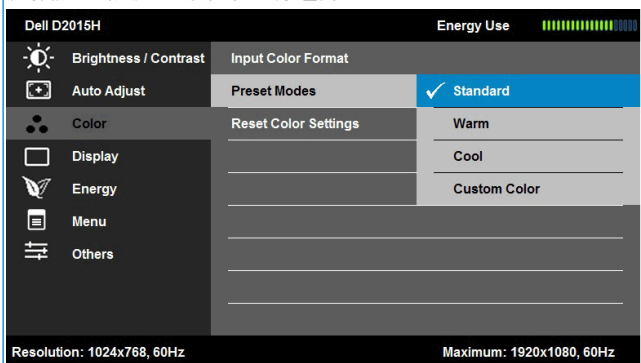 Dell D2015H Energy Use
Brightness / Contrast Input Color Format
Auto Adjust Preset Modes Standard
Color Reset Color Settings Warm
Display Cool
Energy Custom Color
Menu
Others
Resolution: 1024x768, 60Hz Maximum: 1920x1080, 60Hz